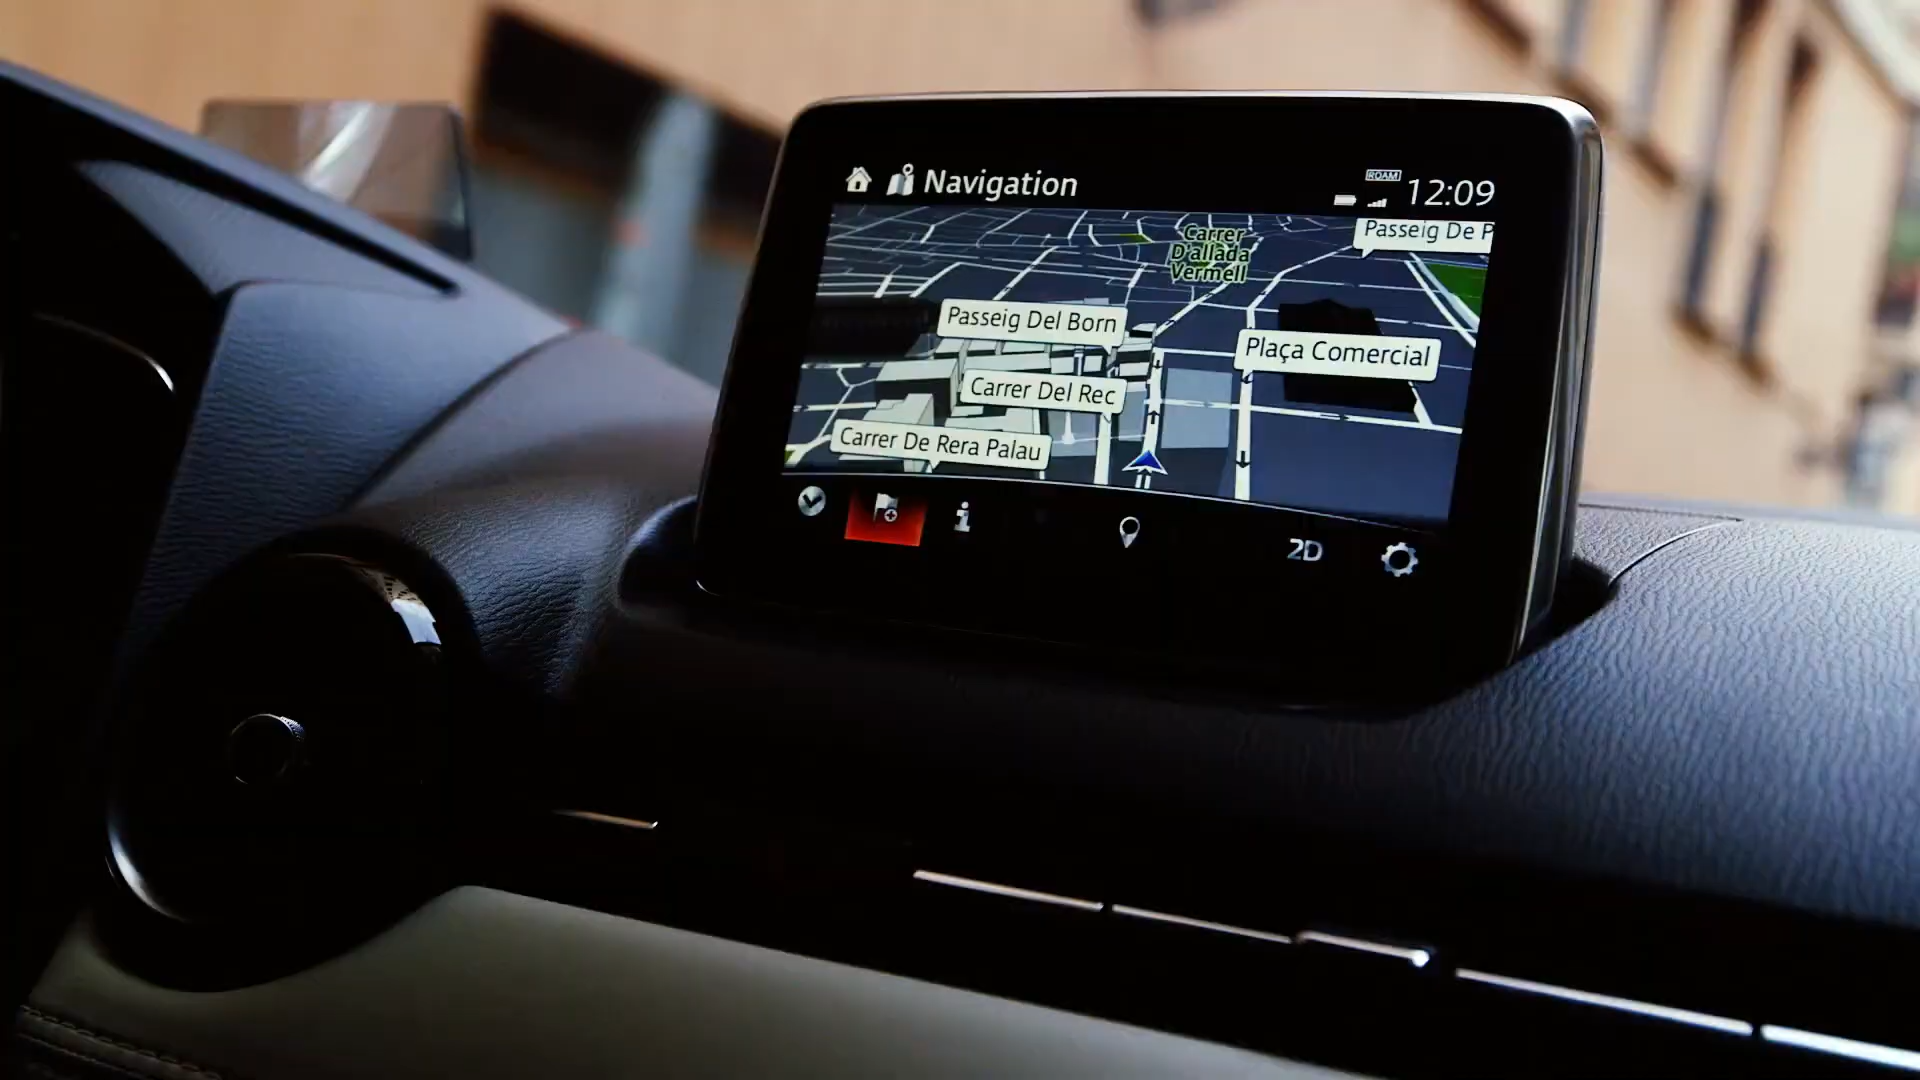 Navigation
ROAM
12:09
Carrer
D'allada
Vermell
Passeig De P
Passeig Del Born
Plaça Comercial
Carrer Del Rec
Carrer De Rera Palau
2D